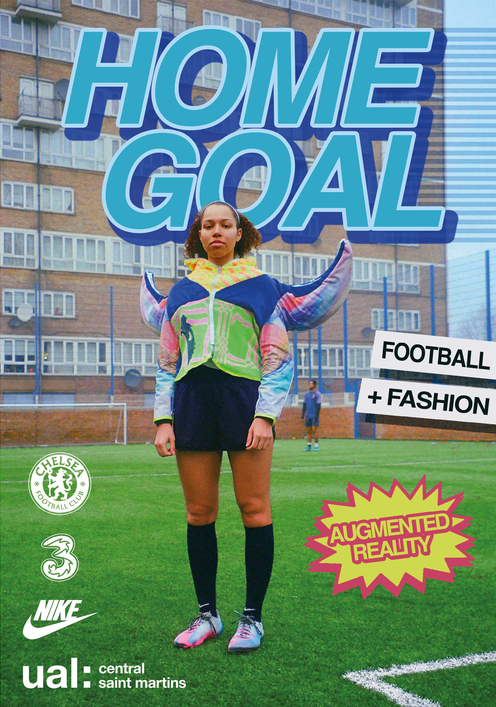 HOME
GOAL
FOOTBALL
+ FASHION
CHELSEA
FOOTBALL CLUB
AUGMENTED
REALITY
3
NIKE
ual: central
saint martins